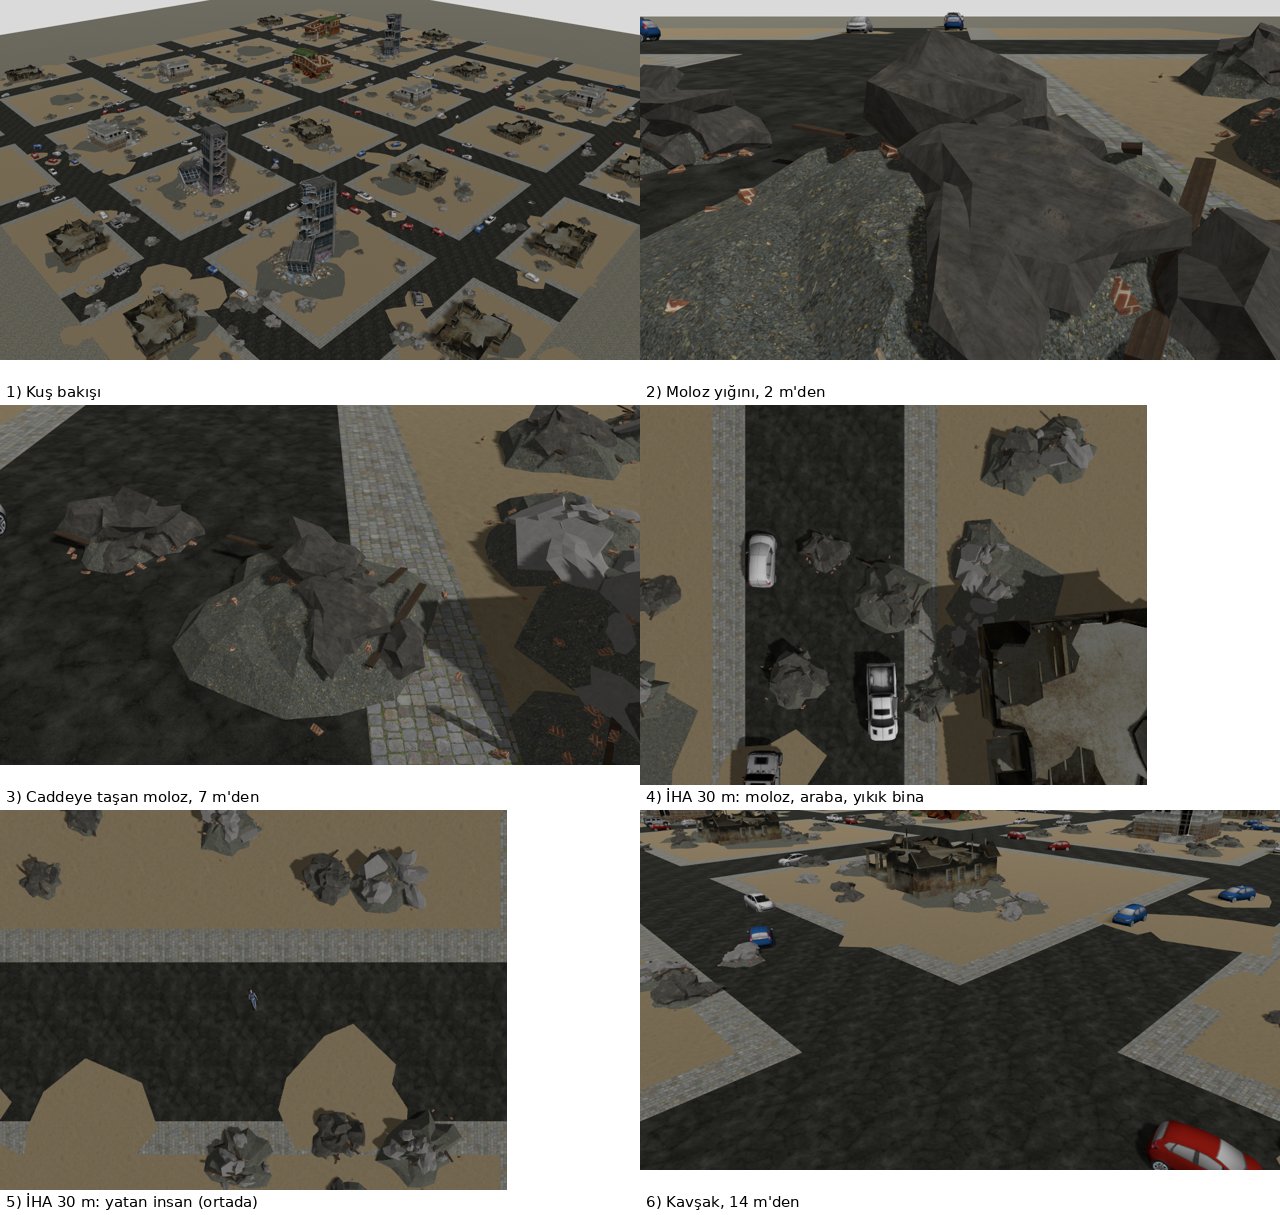 1) Kuş bakışı
2) Moloz yığını, 2 m'den
3) Caddeye taşan moloz, 7 m'den
4) İHA 30 m: moloz, araba, yıkık bina
5) İHA 30 m: yatan insan (ortada)
6) Kavşak, 14 m'den